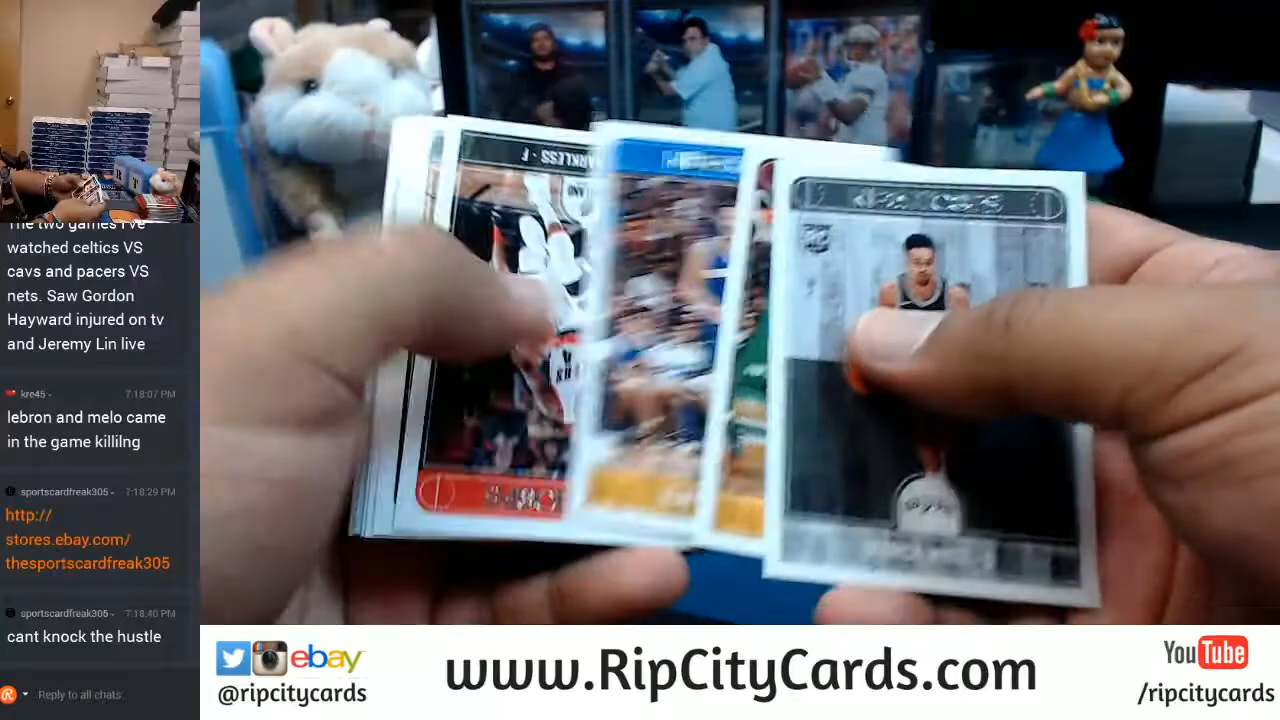 The two games I've
watched celtics VS
cavs and pacers VS
nets. Saw Gordon
Hayward injured on tv
and Jeremy Lin live
kre45 - 7:18:07 PM
lebron and melo came
in the game killilng
sportscardfreak305 - 7:18:29 PM
http://
stores.ebay.com/
thesportscardfreak305
sportscardfreak305 - 7:18:40 PM
cant knock the hustle
Reply to all chats
ARKLESS - F
ebay
@ripcitycards
www.RipCityCards.com
YouTube
/ripcitycards